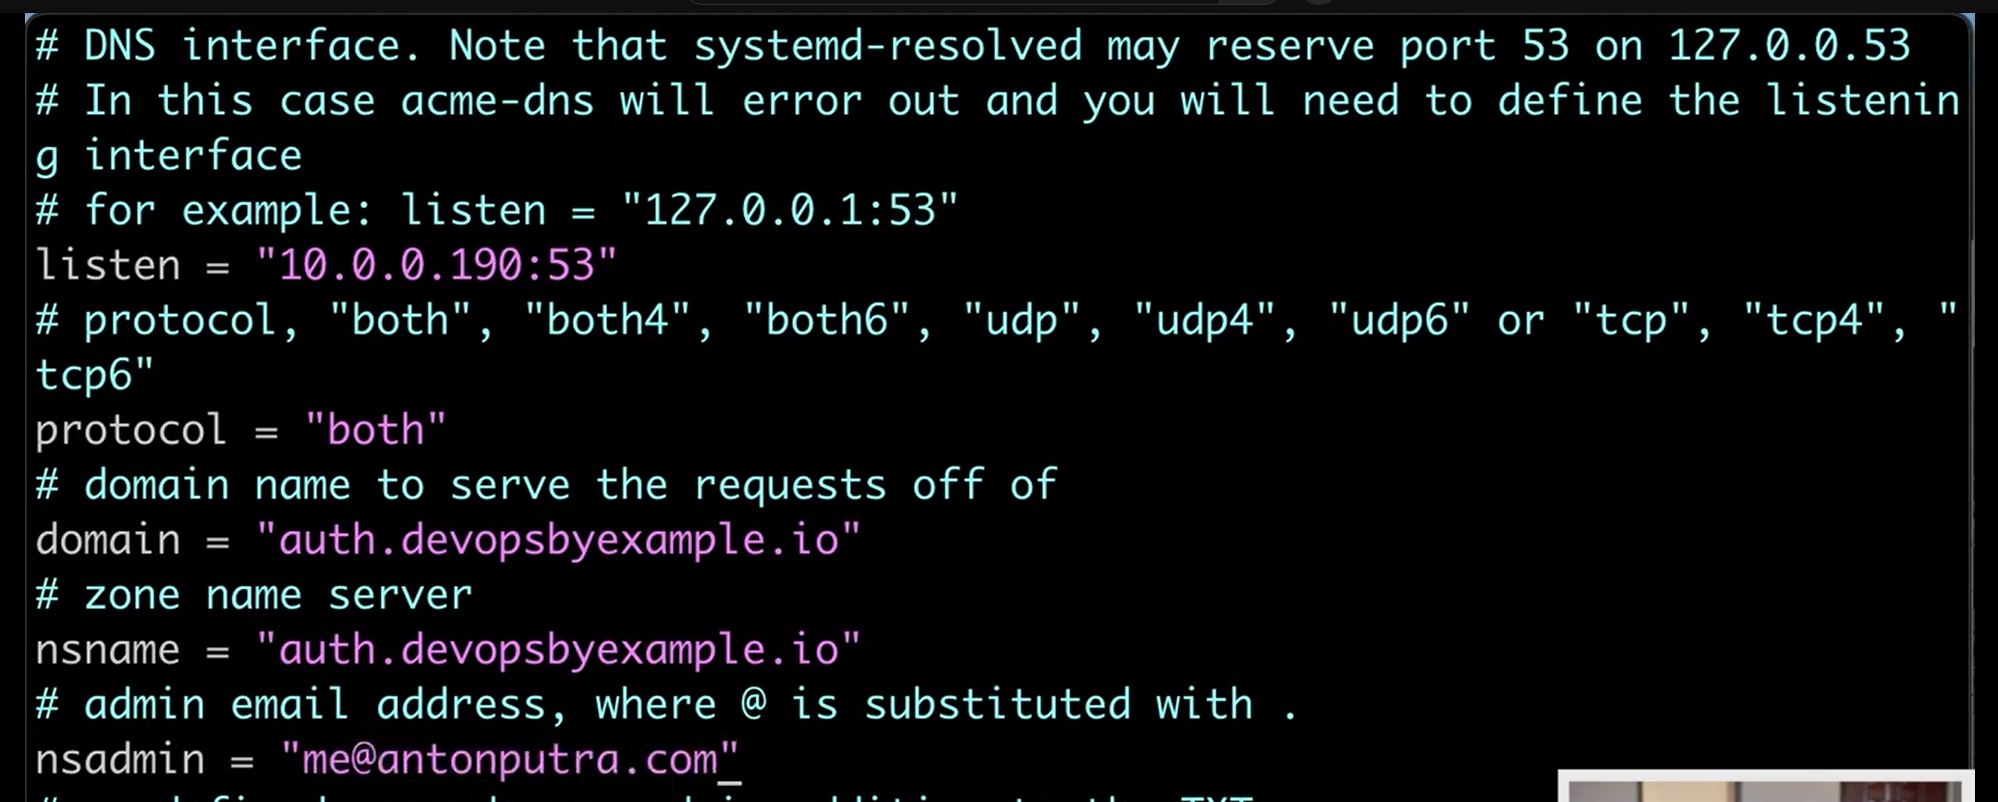 # DNS interface. Note that systemd-resolved may reserve port 53 on 127.0.0.53
# In this case acme-dns will error out and you will need to define the listenin
g interface
# for example: listen = "127.0.0.1:53"
listen = "10.0.0.190:53"
# protocol, "both", "both4", "both6", "udp", "udp4", "udp6" or "tcp", "tcp4", "
tcp6"
protocol = "both"
# domain name to serve the requests off of
domain = "auth.devopsbyexample.io"
# zone name server
nsname = "auth.devopsbyexample.io"
# admin email address, where @ is substituted with .
nsadmin = "me@antonputra.com"